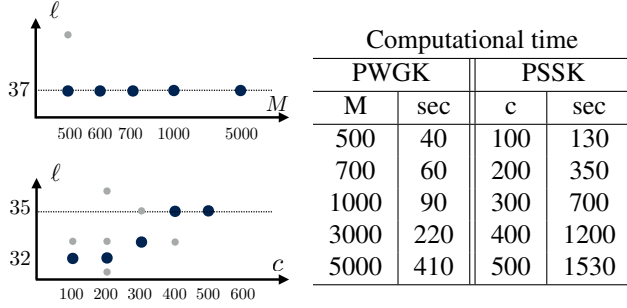 ℓ
37
M
500 600 700 1000 5000
ℓ
35
32
c
100 200 300 400 500 600
Computational time
PWGK PSSK
M sec c sec
500 40 100 130
700 60 200 350
1000 90 300 700
3000 220 400 1200
5000 410 500 1530